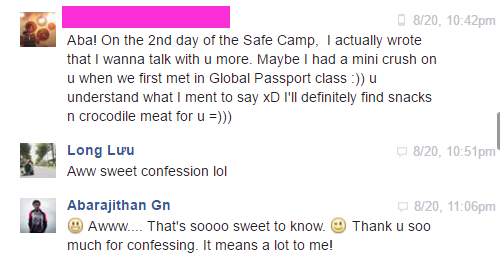 8/20, 10:42pm
Aba! On the 2nd day of the Safe Camp, I actually wrote
that I wanna talk with u more. Maybe I had a mini crush on
u when we first met in Global Passport class :)) u
understand what I ment to say xD I'll definitely find snacks
n crocodile meat for u =)))
Long Lưu 8/20, 10:51pm
Aww sweet confession lol
Abarajithan Gn 8/20, 11:06pm
😬 Awww.... That's soooo sweet to know. 🙂 Thank u soo
much for confessing. It means a lot to me!